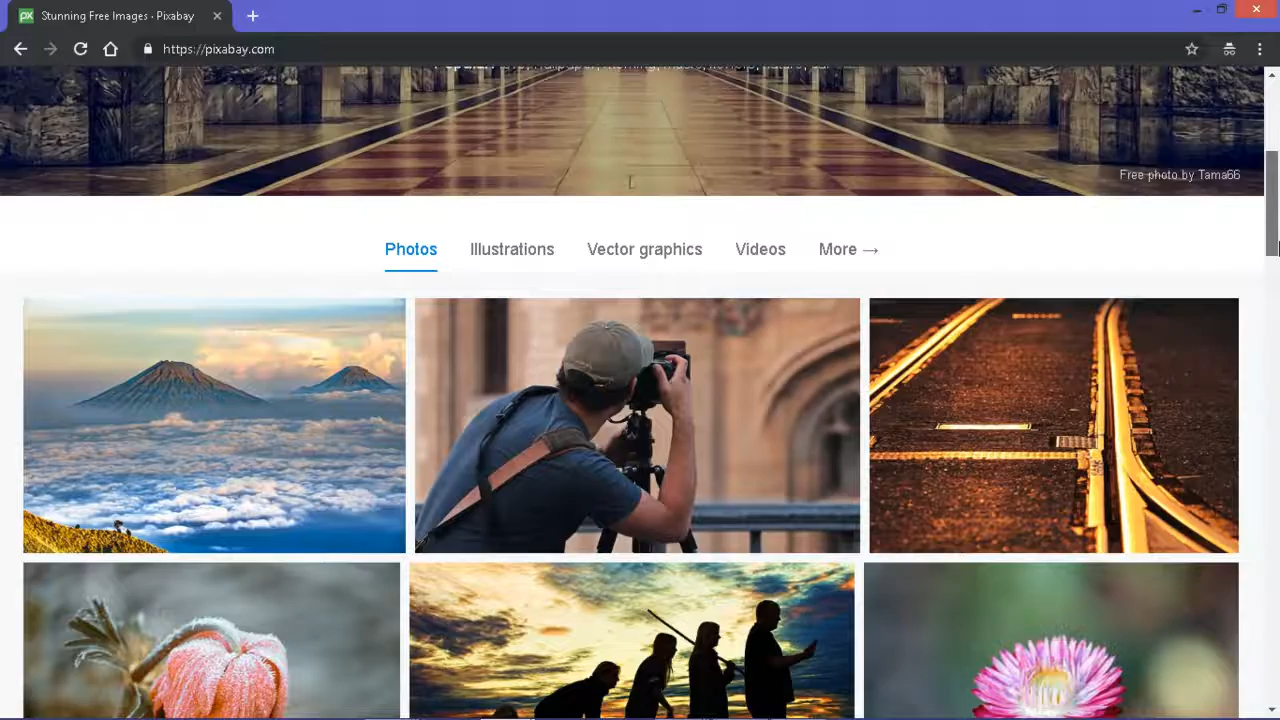 Stunning Free Images · Pixabay
https://pixabay.com
Free photo by Tama66
Photos Illustrations Vector graphics Videos More →